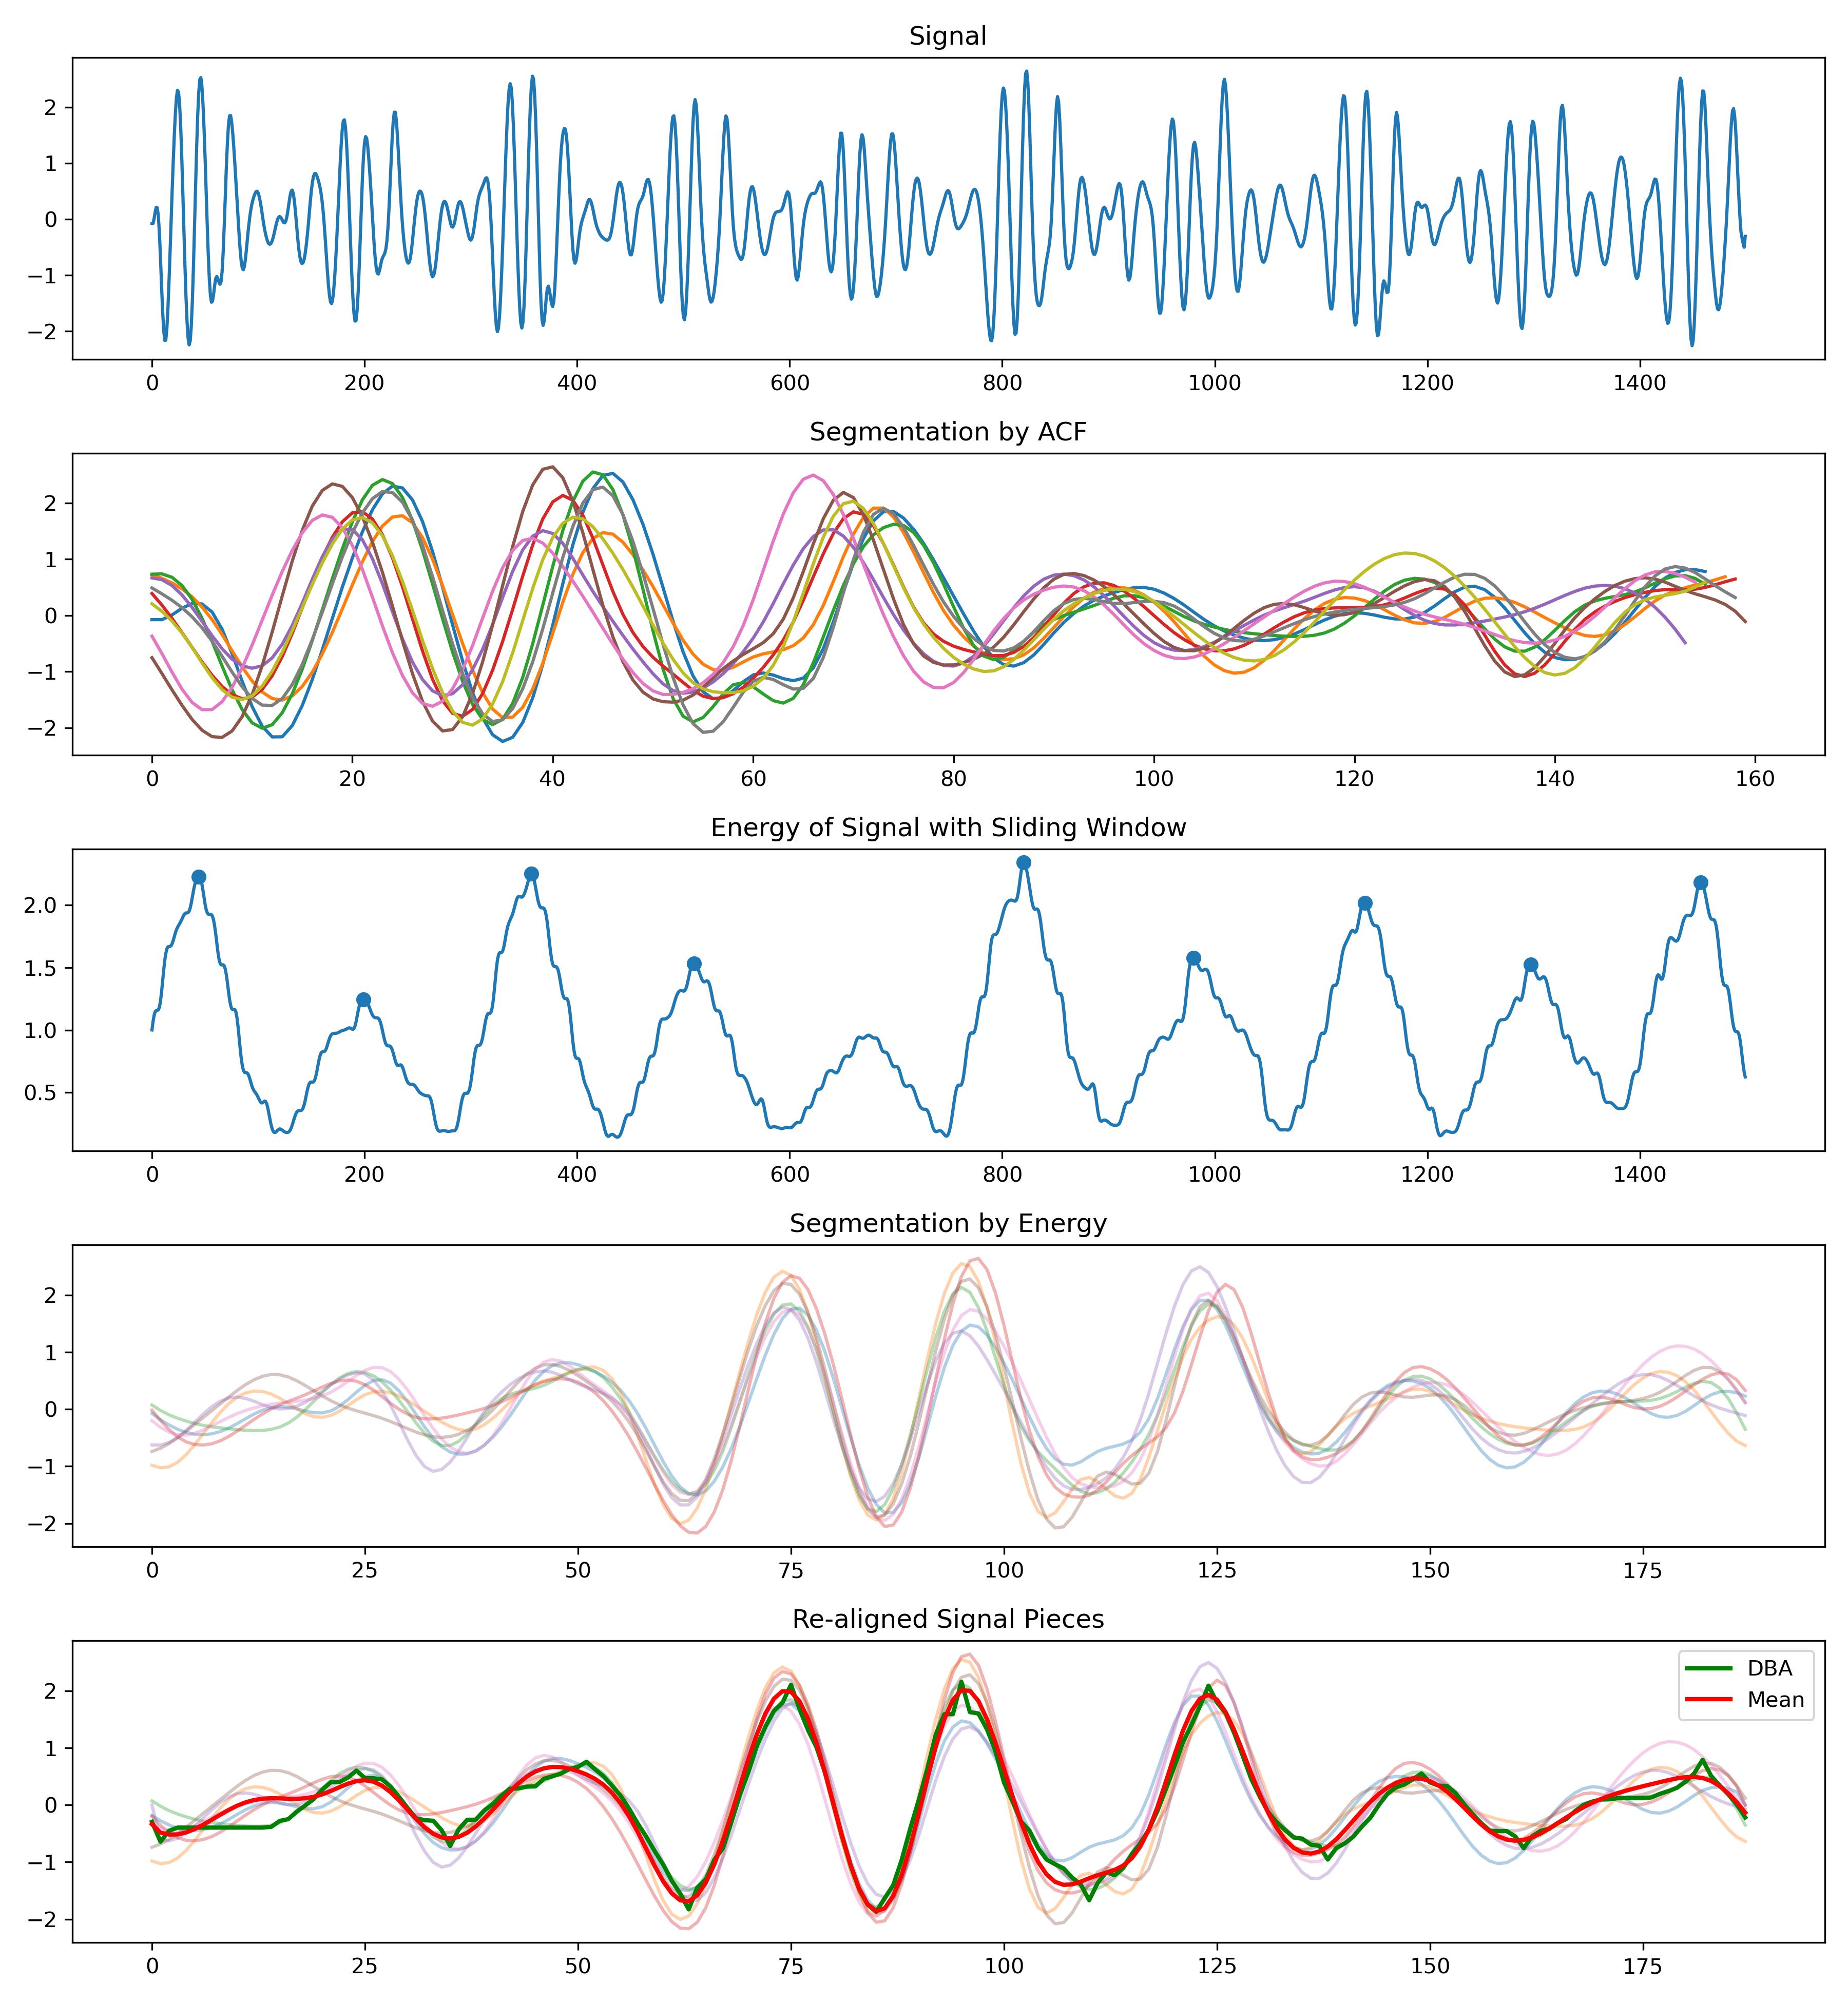 Signal
2
1
0
−1
−2
0 200 400 600 800 1000 1200 1400
Segmentation by ACF
2
1
0
−1
−2
0 20 40 60 80 100 120 140 160
Energy of Signal with Sliding Window
2.0
1.5
1.0
0.5
0 200 400 600 800 1000 1200 1400
Segmentation by Energy
2
1
0
−1
−2
0 25 50 75 100 125 150 175
Re-aligned Signal Pieces
DBA
Mean
2
1
0
−1
−2
0 25 50 75 100 125 150 175